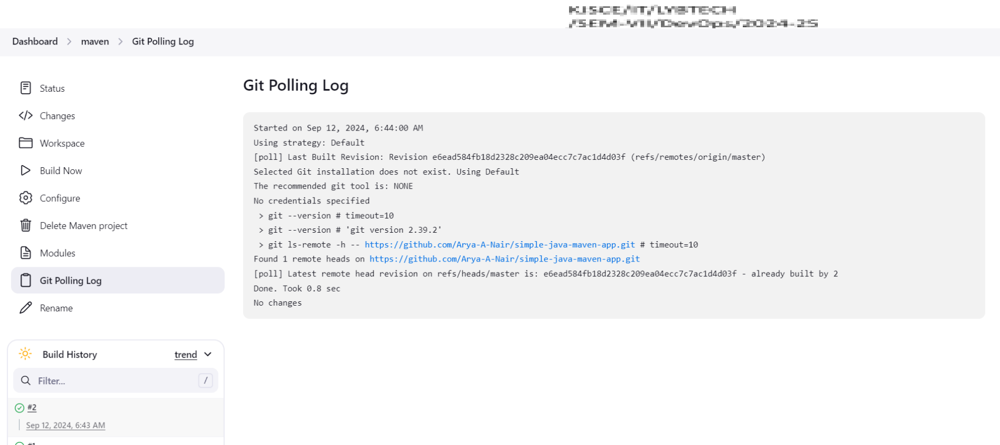 KJSCE/IT/LYBTECH
/SEM-VII/DevOps/2024-25
Dashboard > maven > Git Polling Log
Status
Changes
Workspace
Build Now
Configure
Delete Maven project
Modules
Git Polling Log
Rename
Build History trend
Filter... /
#2
Sep 12, 2024, 6:43 AM
#1
Git Polling Log
Started on Sep 12, 2024, 6:44:00 AM
Using strategy: Default
[poll] Last Built Revision: Revision e6ead584fb18d2328c209ea04ecc7c7ac1d4d03f (refs/remotes/origin/master)
Selected Git installation does not exist. Using Default
The recommended git tool is: NONE
No credentials specified
 > git --version # timeout=10
 > git --version # 'git version 2.39.2'
 > git ls-remote -h -- https://github.com/Arya-A-Nair/simple-java-maven-app.git # timeout=10
Found 1 remote heads on https://github.com/Arya-A-Nair/simple-java-maven-app.git
[poll] Latest remote head revision on refs/heads/master is: e6ead584fb18d2328c209ea04ecc7c7ac1d4d03f - already built by 2
Done. Took 0.8 sec
No changes